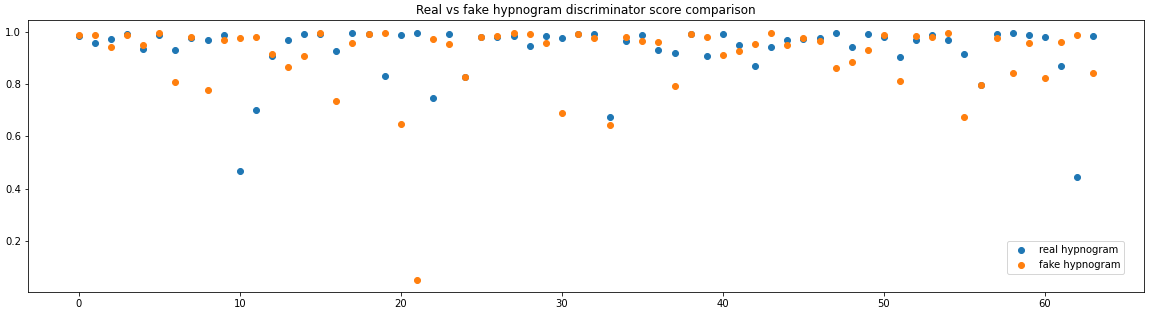 Real vs fake hypnogram discriminator score comparison
1.0
0.8
0.6
0.4
0.2
real hypnogram
fake hypnogram
0 10 20 30 40 50 60